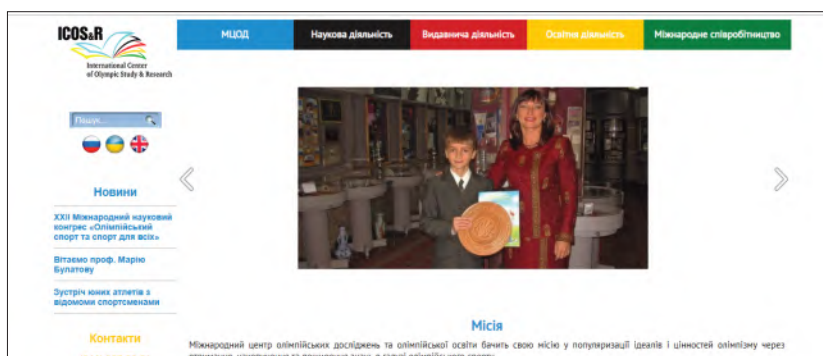 ICOS&R
International Center
of Olympic Study & Research
МЦОД
Наукова діяльність
Видавнича діяльність
Освітня діяльність
Міжнародне співробітництво
Пошук...
Новини
XXII Міжнародний науковий
конгрес «Олімпійський
спорт та спорт для всіх»
Вітаємо проф. Марію
Булатову
Зустріч юних атлетів з
відомоми спортсменами
Контакти
Місія
Міжнародний центр олімпійських досліджень та олімпійської освіти бачить свою місію у популяризації ідеалів і цінностей олімпізму через